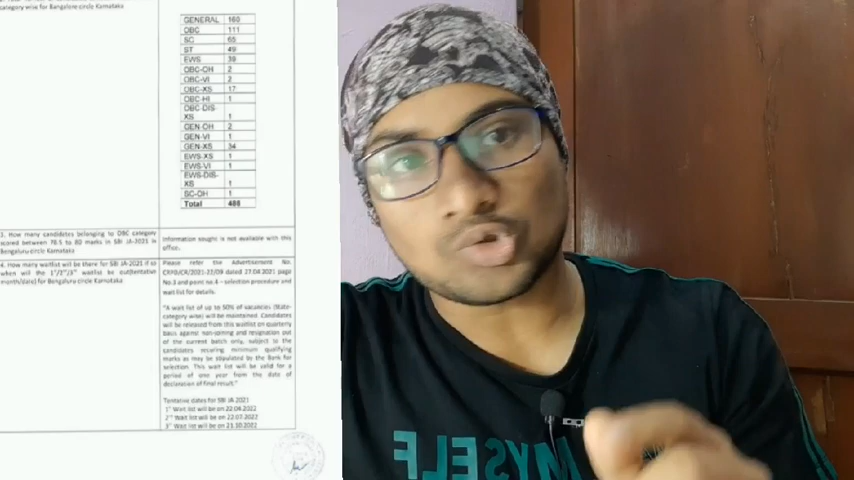 category wise for Bangalore circle Karnataka
GENERAL 160
OBC 111
SC 65
ST 49
EWS 39
OBC-OH 2
OBC-VI 2
OBC-XS 17
OBC-HI 1
OBC-DIS-
XS 1
GEN-OH 2
GEN-VI 1
GEN-XS 34
EWS-XS 1
EWS-VI 1
EWS-DIS-
XS 1
SC-OH 1
Total 488
3. How many candidates belonging to OBC category
scored between 78.5 to 80 marks in SBI JA-2021 in
Bengaluru circle Karnataka
Information sought is not available with this
office.
4. How many waitlist will be there for SBI JA-2021 if so
when will the 1st/2nd/3rd waitlist be out(tentative
month/date) for Bengaluru circle Karnataka
Please refer the Advertisement No.
CRPD/CR/2021-22/09 dated 27.04.2021 page
No.3 and point no.4 – selection procedure and
wait list for details.
"A wait list of up to 50% of vacancies (State-
category wise) will be maintained. Candidates
will be released from this waitlist on quarterly
basis against non-joining and resignation out
of the current batch only, subject to the
candidates securing minimum qualifying
marks as may be stipulated by the Bank for
selection. This wait list will be valid for a
period of one year from the date of
declaration of final result."
Tentative dates for SBI JA-2021
1st Wait list will be on 22.04.2022
2nd Wait list will be on 22.07.2022
3rd Wait list will be on 21.10.2022
FLEX MYSELF